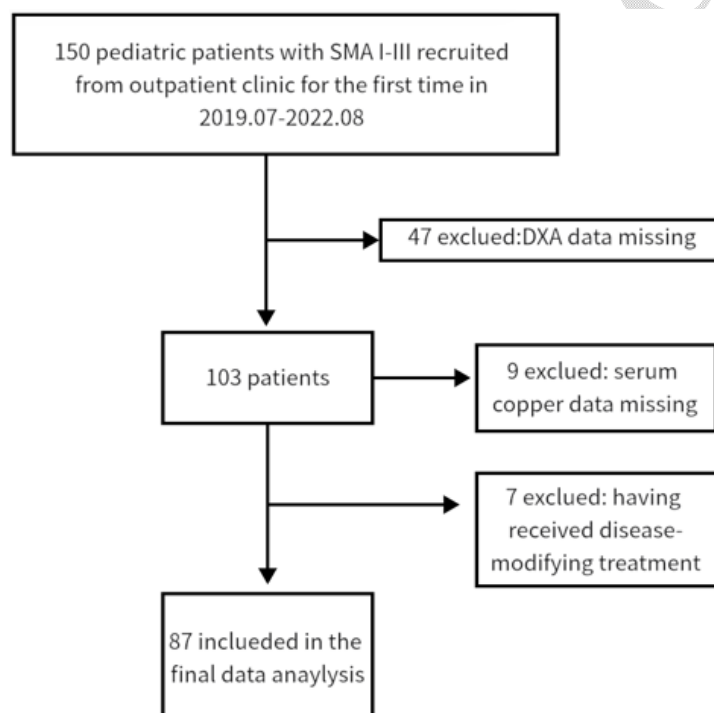 150 pediatric patients with SMA I-III recruited
from outpatient clinic for the first time in
2019.07-2022.08
47 exclued:DXA data missing
103 patients
9 exclued: serum
copper data missing
7 exclued: having
received disease-
modifying treatment
87 inclueded in the
final data anaylysis